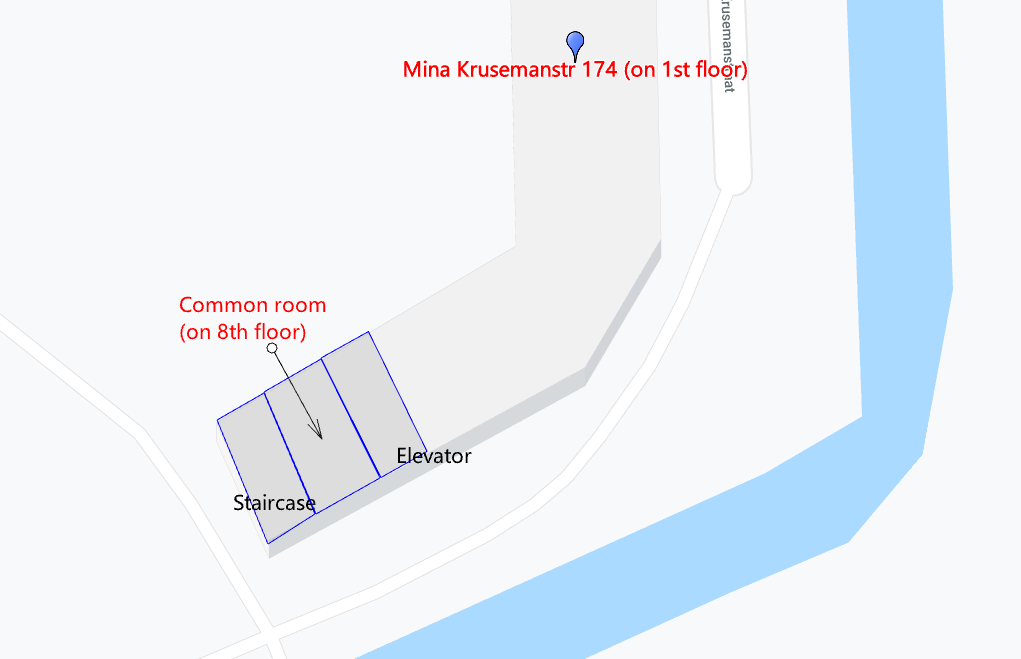 Mina Krusemanstr 174 (on 1st floor)
Common room
(on 8th floor)
Elevator
Staircase